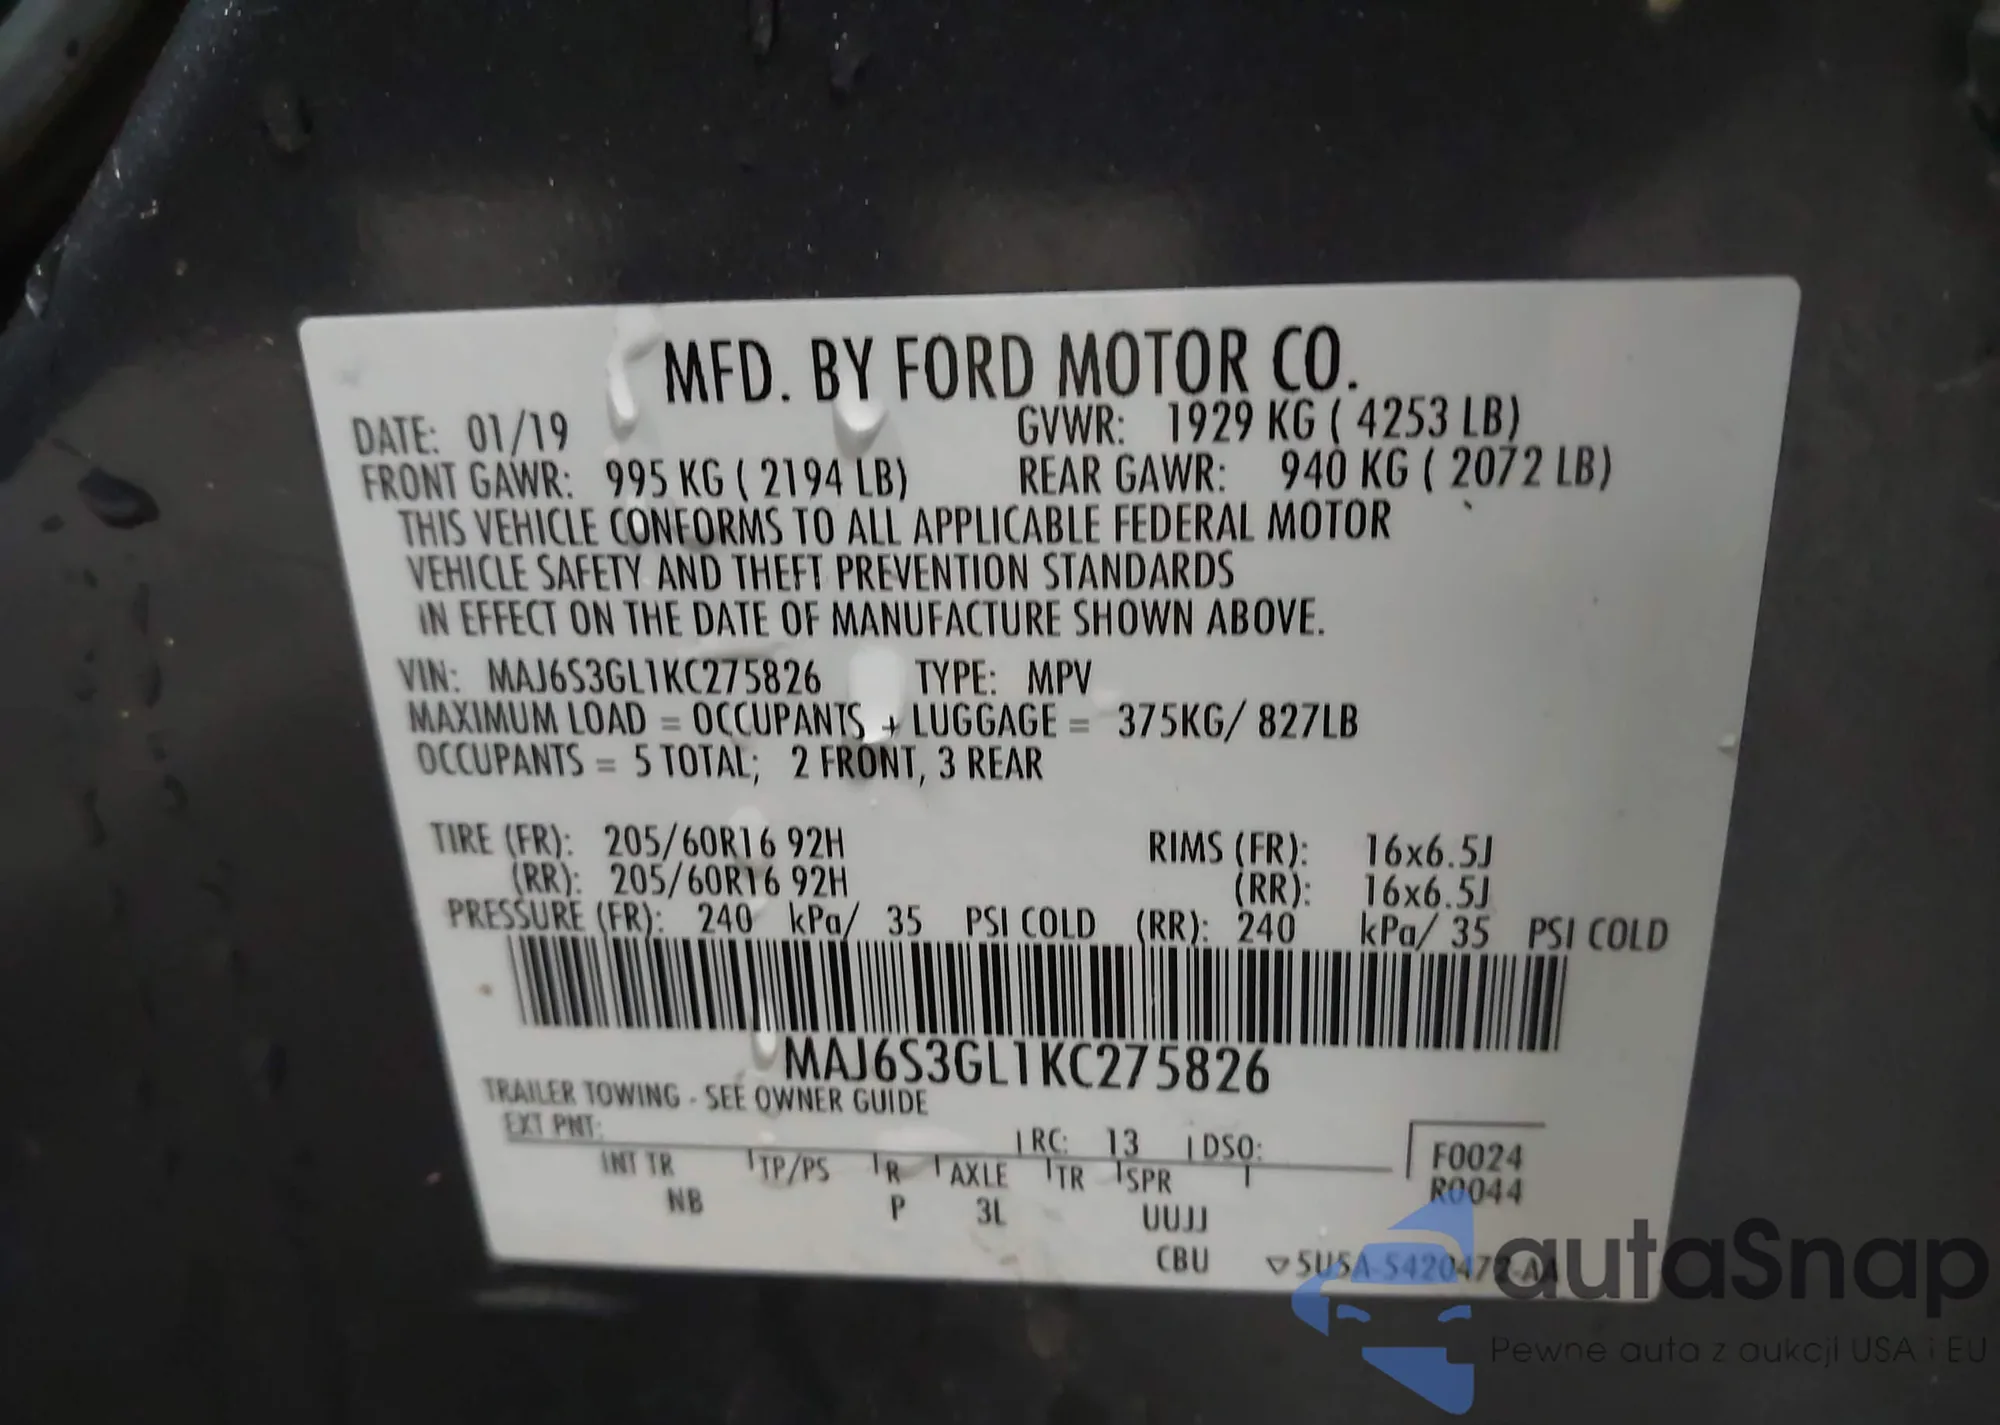 MFD. BY FORD MOTOR CO.
DATE: 01/19 GVWR: 1929 KG ( 4253 LB)
FRONT GAWR: 995 KG ( 2194 LB) REAR GAWR: 940 KG ( 2072 LB)
THIS VEHICLE CONFORMS TO ALL APPLICABLE FEDERAL MOTOR
VEHICLE SAFETY AND THEFT PREVENTION STANDARDS
IN EFFECT ON THE DATE OF MANUFACTURE SHOWN ABOVE.
VIN: MAJ6S3GL1KC275826 TYPE: MPV
MAXIMUM LOAD = OCCUPANTS + LUGGAGE = 375KG/ 827LB
OCCUPANTS = 5 TOTAL; 2 FRONT, 3 REAR
TIRE (FR): 205/60R16 92H RIMS (FR): 16x6.5J
(RR): 205/60R16 92H (RR): 16x6.5J
PRESSURE (FR): 240 kPa/ 35 PSI COLD (RR): 240 kPa/ 35 PSI COLD
MAJ6S3GL1KC275826
TRAILER TOWING - SEE OWNER GUIDE
EXT PNT: RC: 13 DSO: F0024
INT TR TP/PS R AXLE TR SPR R0044
NB P 3L UUJJ
CBU 5U5A-5420472-AA
autaSnap
Pewne auta z aukcji USA i EU